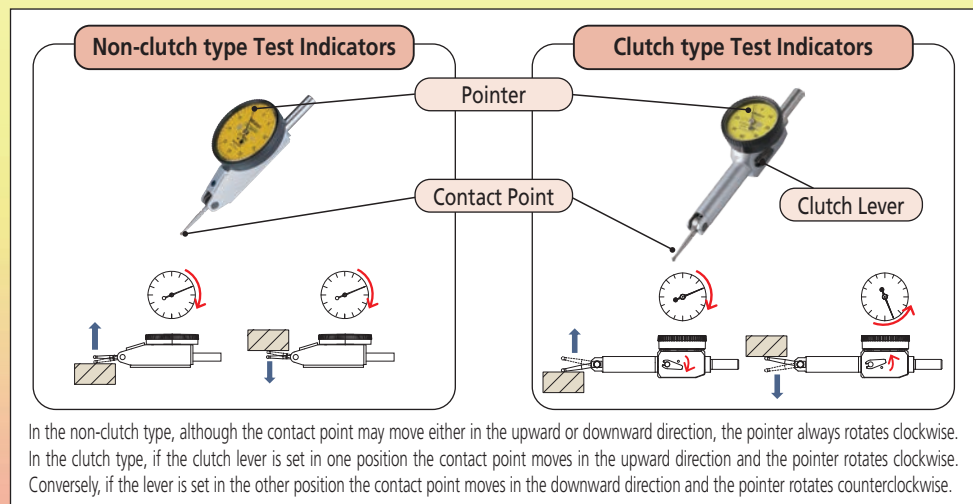 Non-clutch type Test Indicators
Clutch type Test Indicators
Pointer
Contact Point
Clutch Lever
In the non-clutch type, although the contact point may move either in the upward or downward direction, the pointer always rotates clockwise.
In the clutch type, if the clutch lever is set in one position the contact point moves in the upward direction and the pointer rotates clockwise.
Conversely, if the lever is set in the other position the contact point moves in the downward direction and the pointer rotates counterclockwise.